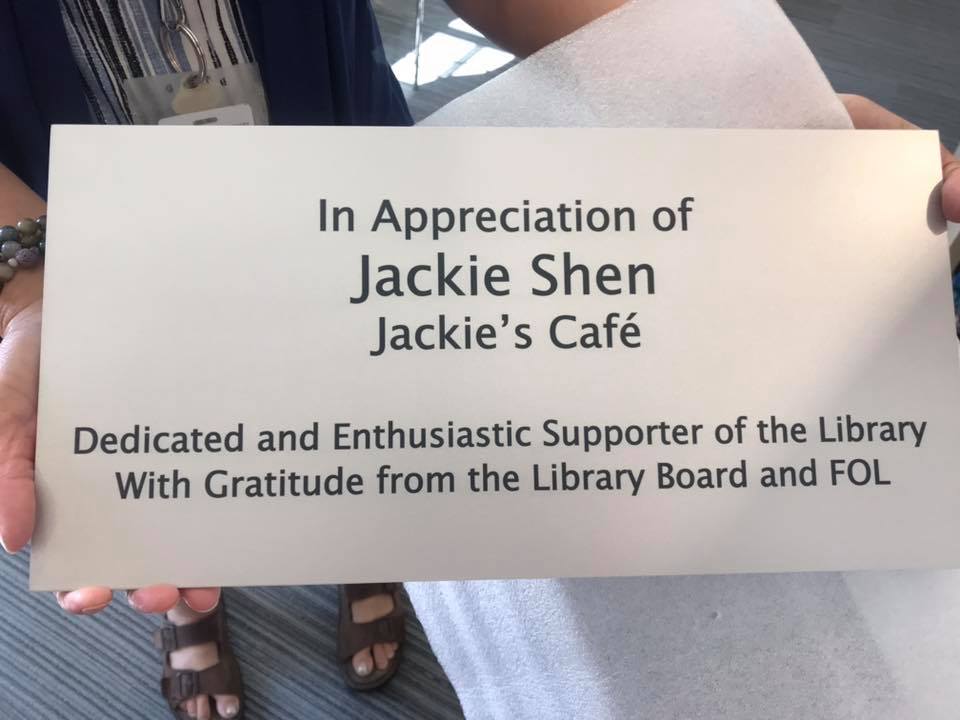 In Appreciation of
Jackie Shen
Jackie's Café
Dedicated and Enthusiastic Supporter of the Library
With Gratitude from the Library Board and FOL